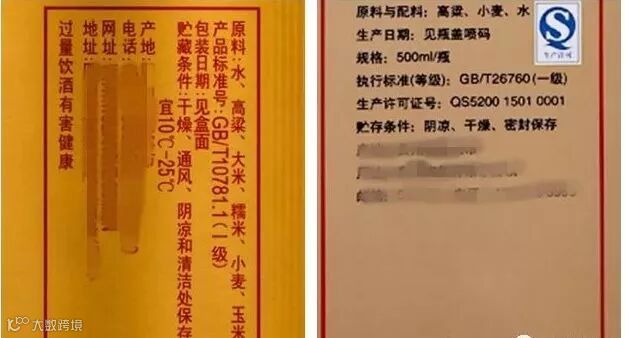 原料：水、高粱、大米、糯米、小麦、玉米
产品标准号：GB/T10781.1（Ⅰ级）
包装日期：见盒面
贮藏条件：干燥、通风、阴凉和清洁处保存
宜10℃-25℃
产地：
电话
网址
地址：
过量饮酒有害健康
原料与配料：高粱、小麦、水
生产日期：见瓶盖喷码
规格：500ml/瓶
执行标准(等级)：GB/T26760(一级)
生产许可证号：QS5200 1501 0001
贮存条件：阴凉、干燥、密封保存
生产许可
大数跨境